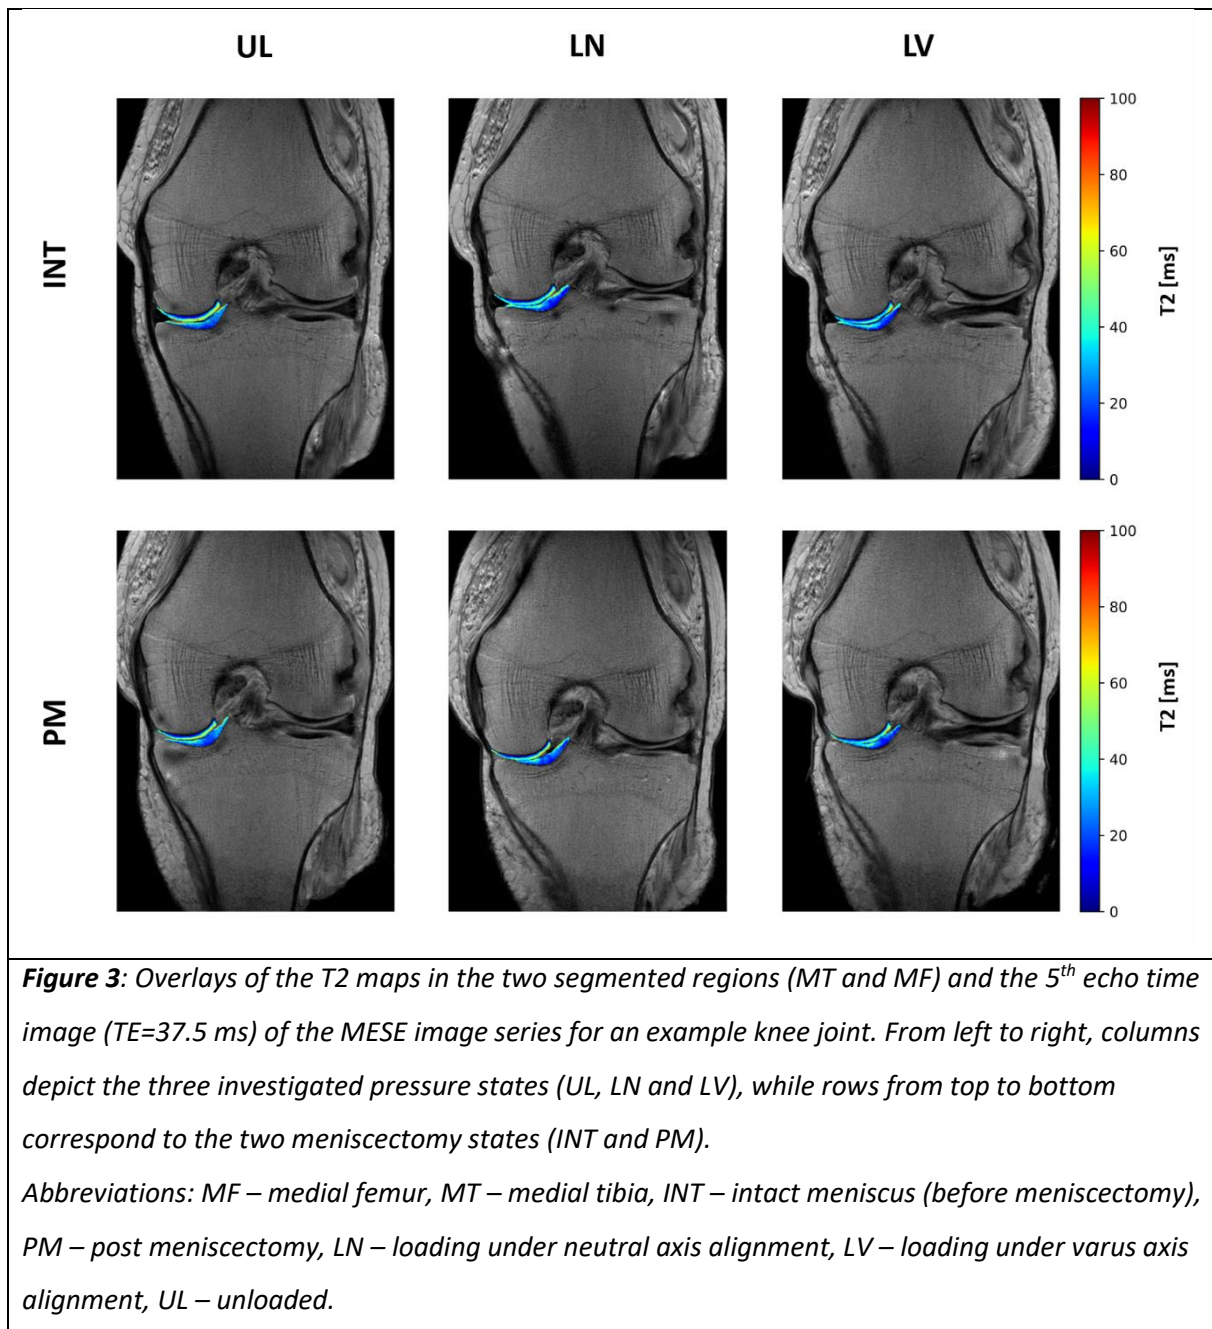 UL LN LV
INT
100
80
60
40
20
0
T2 [ms]
PM
100
80
60
40
20
0
T2 [ms]
Figure 3: Overlays of the T2 maps in the two segmented regions (MT and MF) and the 5th echo time
image (TE=37.5 ms) of the MESE image series for an example knee joint. From left to right, columns
depict the three investigated pressure states (UL, LN and LV), while rows from top to bottom
correspond to the two meniscectomy states (INT and PM).
Abbreviations: MF – medial femur, MT – medial tibia, INT – intact meniscus (before meniscectomy),
PM – post meniscectomy, LN – loading under neutral axis alignment, LV – loading under varus axis
alignment, UL – unloaded.